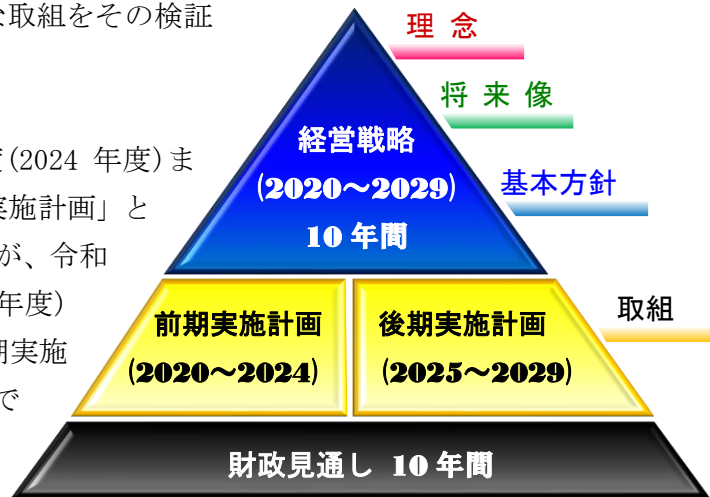 な取組をその検証
度(2024 年度)ま
実施計画」と
が、令和
年度)
期実施
で
理 念
将 来 像
基本方針
取組
経営戦略
(2020～2029)
10 年間
前期実施計画
(2020～2024)
後期実施計画
(2025～2029)
財政見通し 10 年間